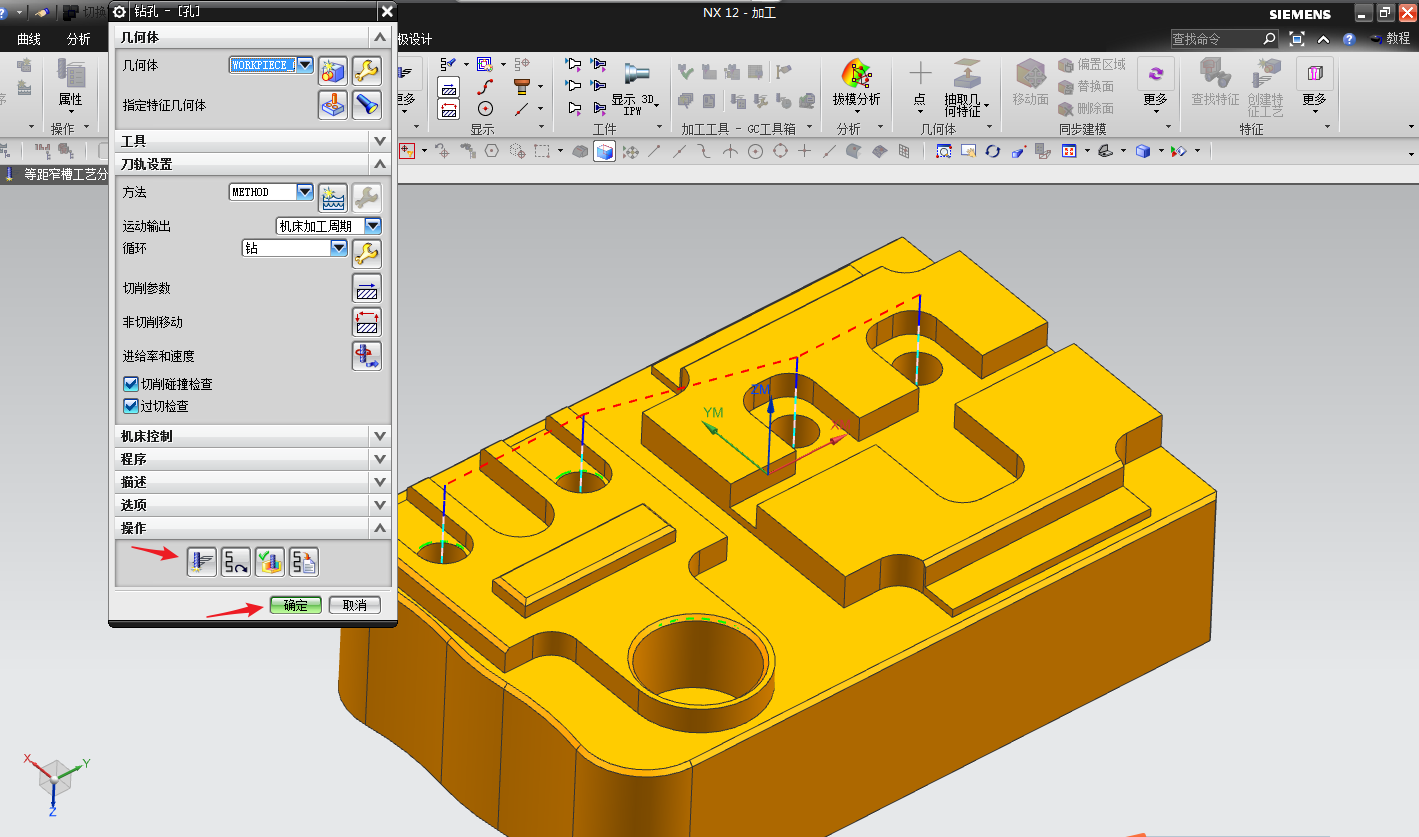 切换
钻孔 - [孔]
NX 12 - 加工
SIEMENS
曲线
分析
极设计
查找命令
教程
几何体
几何体
WORKPIECE_
指定特征几何体
工具
刀轨设置
方法
METHOD
运动输出
机床加工周期
循环
钻
切削参数
非切削移动
进给率和速度
切削碰撞检查
过切检查
机床控制
程序
描述
选项
操作
确定
取消
属性
操作
更多
显示
显示 3D
IPW
工件
加工工具 - GC工具箱
拔模分析
分析
点
抽取几
何特征
几何体
移动面
偏置区域
替换面
删除面
更多
同步建模
查找特征
创建特
征工艺
更多
特征
等距窄槽工艺分
ZM
YM
XM
X
Y
Z